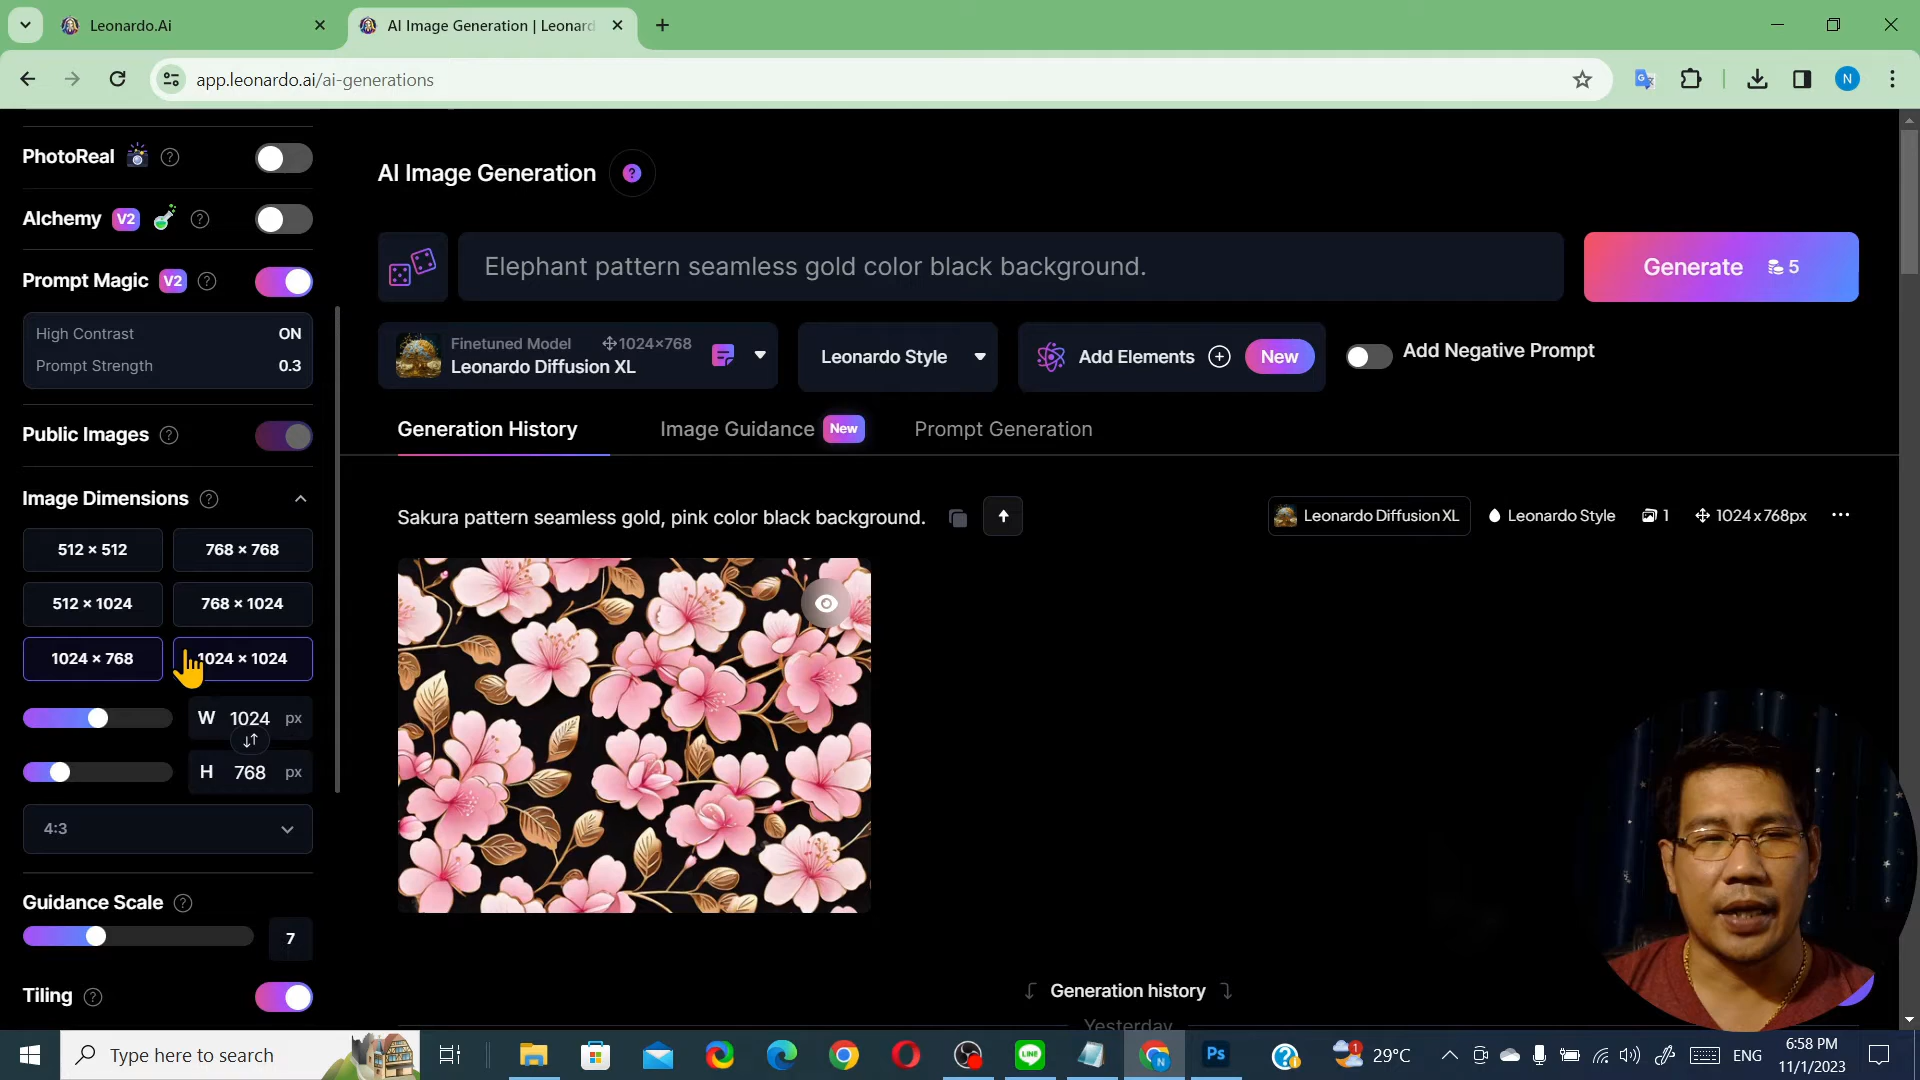 Leonardo.Ai
AI Image Generation | Leonard
app.leonardo.ai/ai-generations
N
PhotoReal ?
Alchemy V2 ?
Prompt Magic V2 ?
High Contrast ON
Prompt Strength 0.3
Public Images ?
Image Dimensions ?
512 × 512 768 × 768
512 × 1024 768 × 1024
1024 × 768 1024 × 1024
W 1024 px
H 768 px
4:3
Guidance Scale ?
7
Tiling ?
AI Image Generation ?
Elephant pattern seamless gold color black background.
Generate 5
Finetuned Model 1024×768
Leonardo Diffusion XL
Leonardo Style
Add Elements New
Add Negative Prompt
Generation History Image Guidance New Prompt Generation
Sakura pattern seamless gold, pink color black background.
Leonardo Diffusion XL Leonardo Style 1 1024 x 768px
Generation history
Yesterday
Type here to search
LINE
N
Ps
?
1
29°C
ENG
6:58 PM
11/1/2023